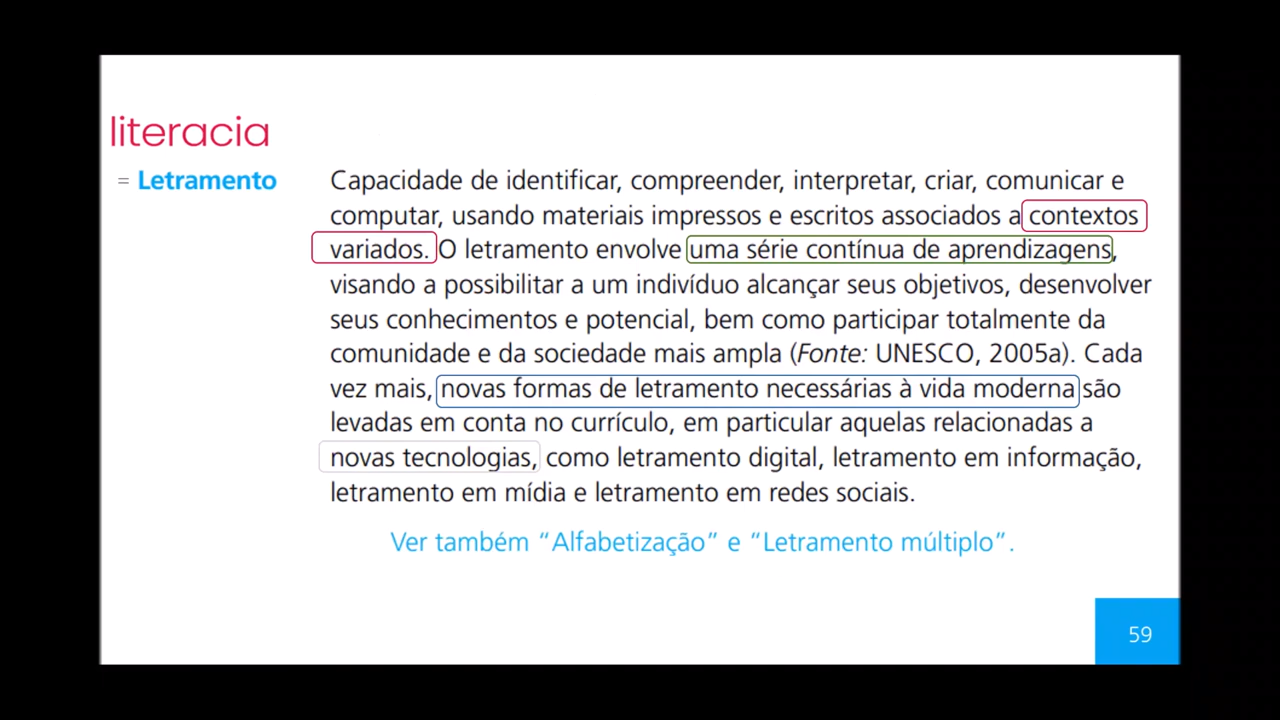 literacia
= Letramento
Capacidade de identificar, compreender, interpretar, criar, comunicar e
computar, usando materiais impressos e escritos associados a contextos
variados. O letramento envolve uma série contínua de aprendizagens,
visando a possibilitar a um indivíduo alcançar seus objetivos, desenvolver
seus conhecimentos e potencial, bem como participar totalmente da
comunidade e da sociedade mais ampla (Fonte: UNESCO, 2005a). Cada
vez mais, novas formas de letramento necessárias à vida moderna são
levadas em conta no currículo, em particular aquelas relacionadas a
novas tecnologias, como letramento digital, letramento em informação,
letramento em mídia e letramento em redes sociais.
Ver também “Alfabetização” e “Letramento múltiplo”.
59